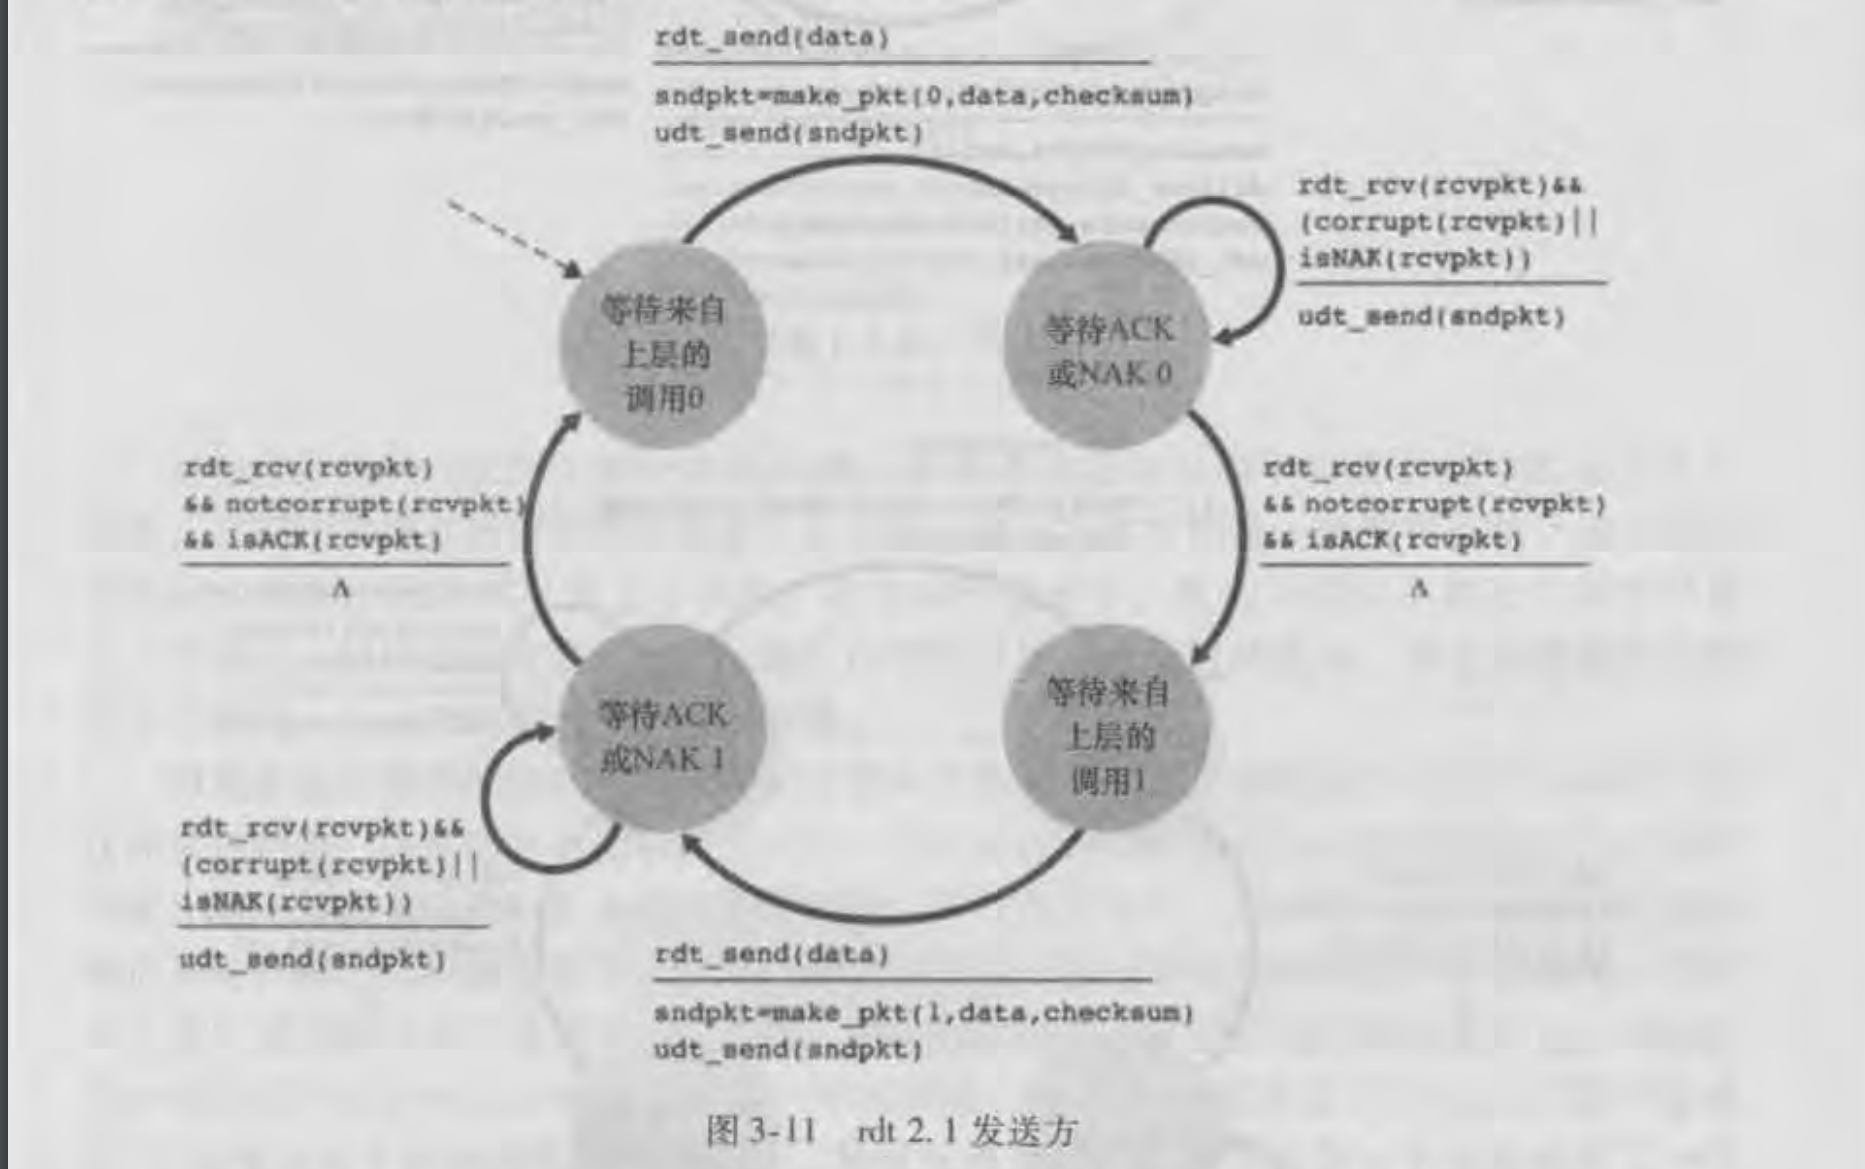 rdt_send(data)
sndpkt=make_pkt(0,data,checksum)
udt_send(sndpkt)
rdt_rcv(rcvpkt)&&
(corrupt(rcvpkt)||
isNAK(rcvpkt))
udt_send(sndpkt)
等待来自
上层的
调用0
等待ACK
或NAK 0
rdt_rcv(rcvpkt)
&& notcorrupt(rcvpkt)
&& isACK(rcvpkt)
Λ
rdt_rcv(rcvpkt)
&& notcorrupt(rcvpkt)
&& isACK(rcvpkt)
Λ
等待ACK
或NAK 1
等待来自
上层的
调用1
rdt_rcv(rcvpkt)&&
(corrupt(rcvpkt)||
isNAK(rcvpkt))
udt_send(sndpkt)
rdt_send(data)
sndpkt=make_pkt(1,data,checksum)
udt_send(sndpkt)
图 3-11 rdt 2.1 发送方